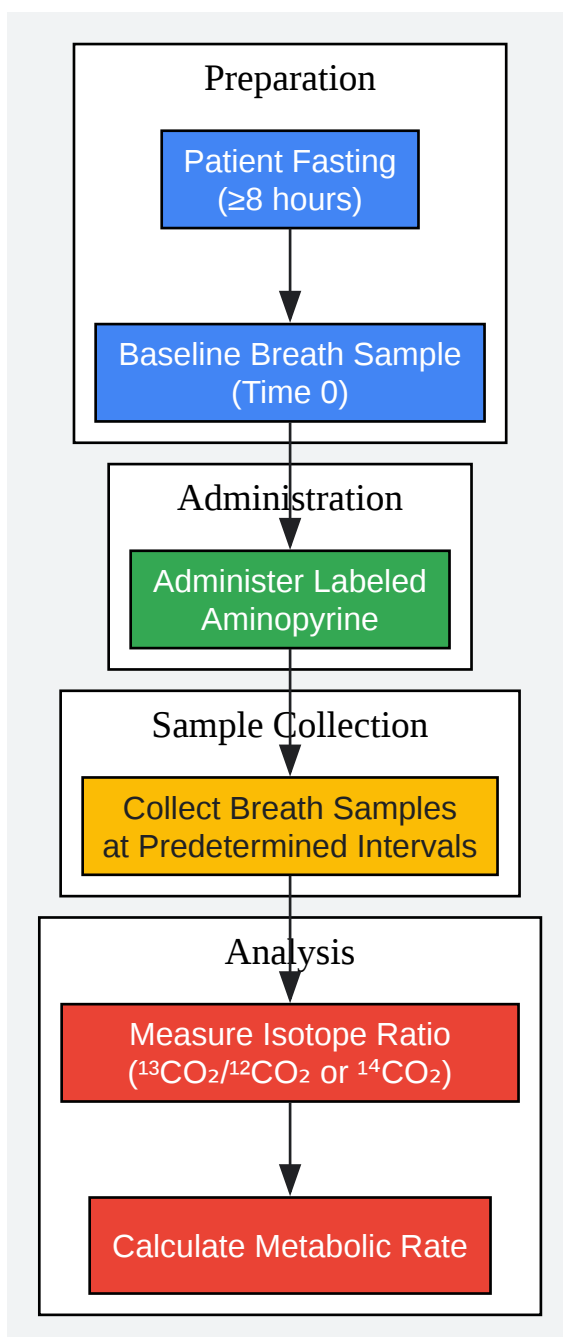 Preparation
Patient Fasting
(≥8 hours)
Baseline Breath Sample
(Time 0)
Administration
Administer Labeled
Aminopyrine
Sample Collection
Collect Breath Samples
at Predetermined Intervals
Analysis
Measure Isotope Ratio
(¹³CO₂/¹²CO₂ or ¹⁴CO₂)
Calculate Metabolic Rate